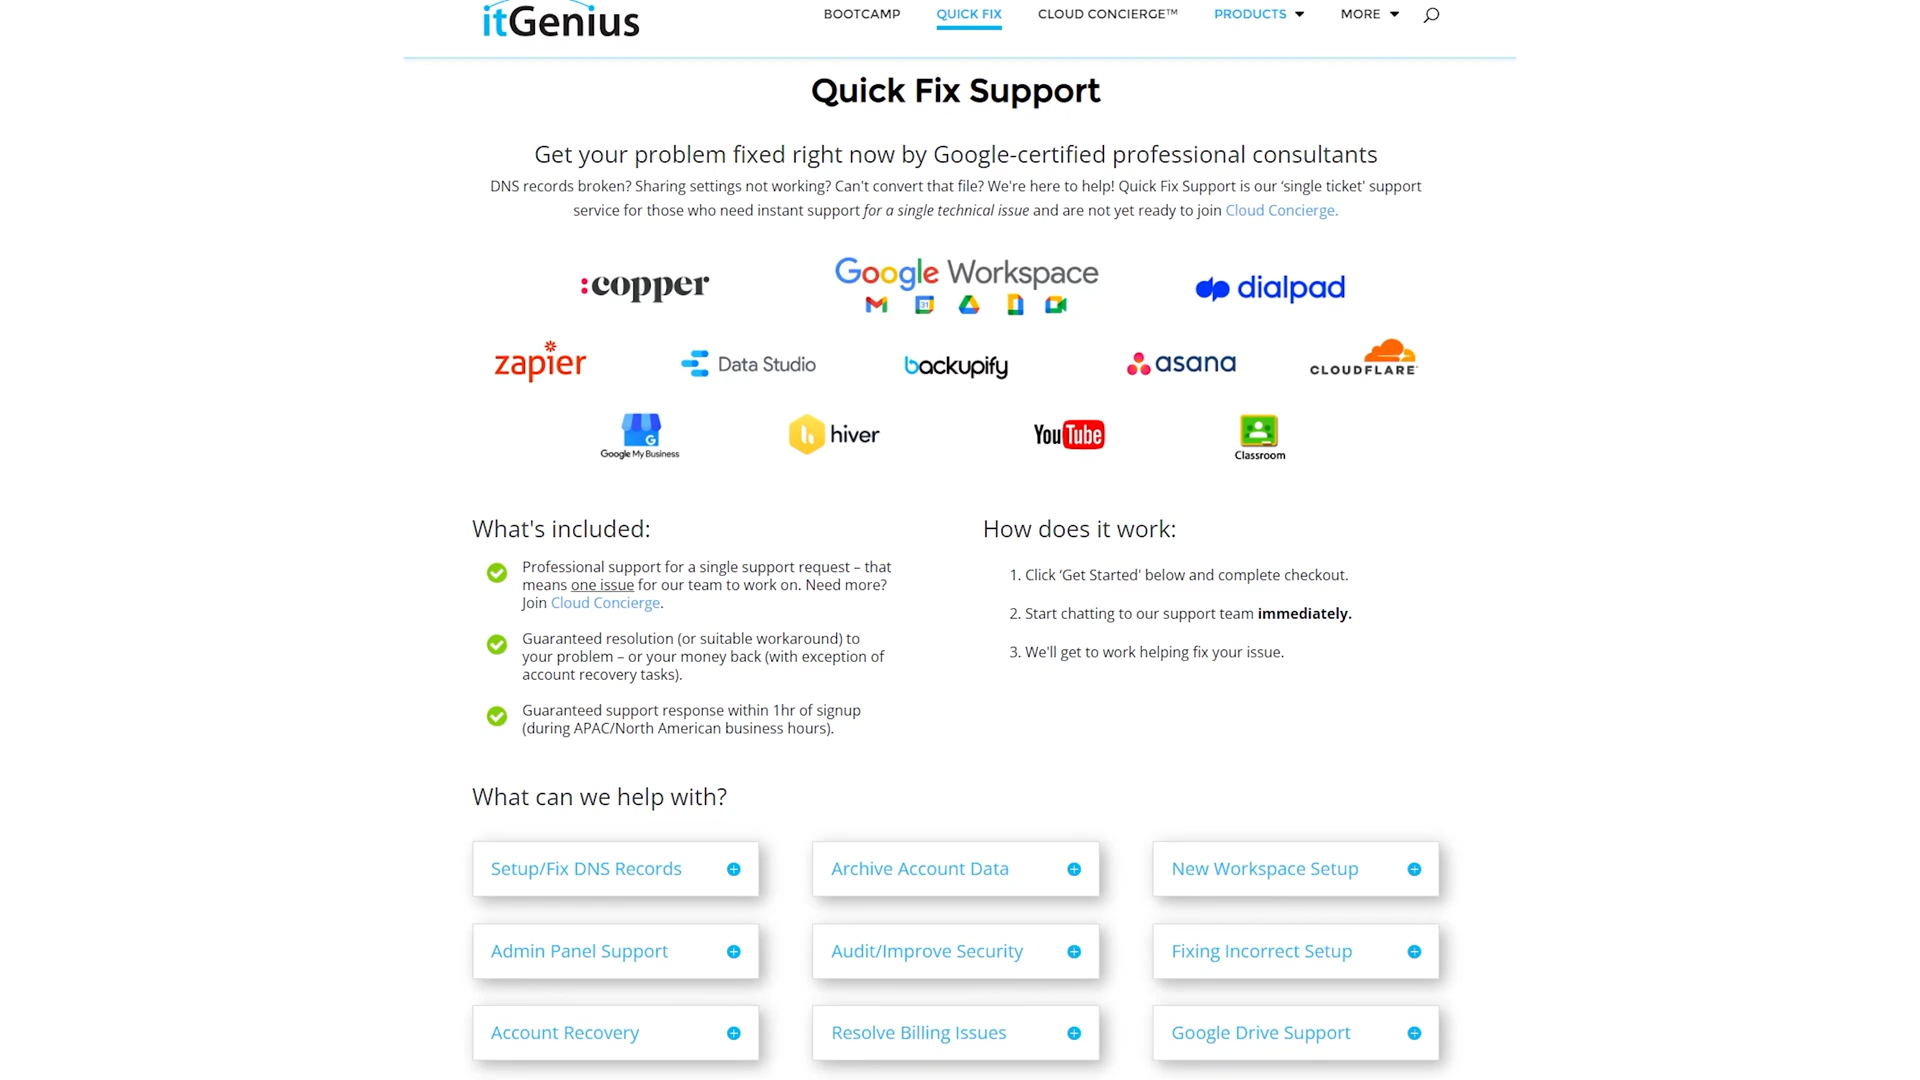 itGenius
BOOTCAMP
QUICK FIX
CLOUD CONCIERGE™
PRODUCTS
MORE
Quick Fix Support
Get your problem fixed right now by Google-certified professional consultants
DNS records broken? Sharing settings not working? Can't convert that file? We're here to help! Quick Fix Support is our ‘single ticket' support
service for those who need instant support for a single technical issue and are not yet ready to join Cloud Concierge.
:copper
Google Workspace
31
dialpad
zapier
Data Studio
backupify
asana
CLOUDFLARE
G
Google My Business
h hiver
YouTube
Classroom
What's included:
Professional support for a single support request – that
means one issue for our team to work on. Need more?
Join Cloud Concierge.
Guaranteed resolution (or suitable workaround) to
your problem – or your money back (with exception of
account recovery tasks).
Guaranteed support response within 1hr of signup
(during APAC/North American business hours).
How does it work:
1. Click ‘Get Started' below and complete checkout.
2. Start chatting to our support team immediately.
3. We'll get to work helping fix your issue.
What can we help with?
Setup/Fix DNS Records
Archive Account Data
New Workspace Setup
Admin Panel Support
Audit/Improve Security
Fixing Incorrect Setup
Account Recovery
Resolve Billing Issues
Google Drive Support